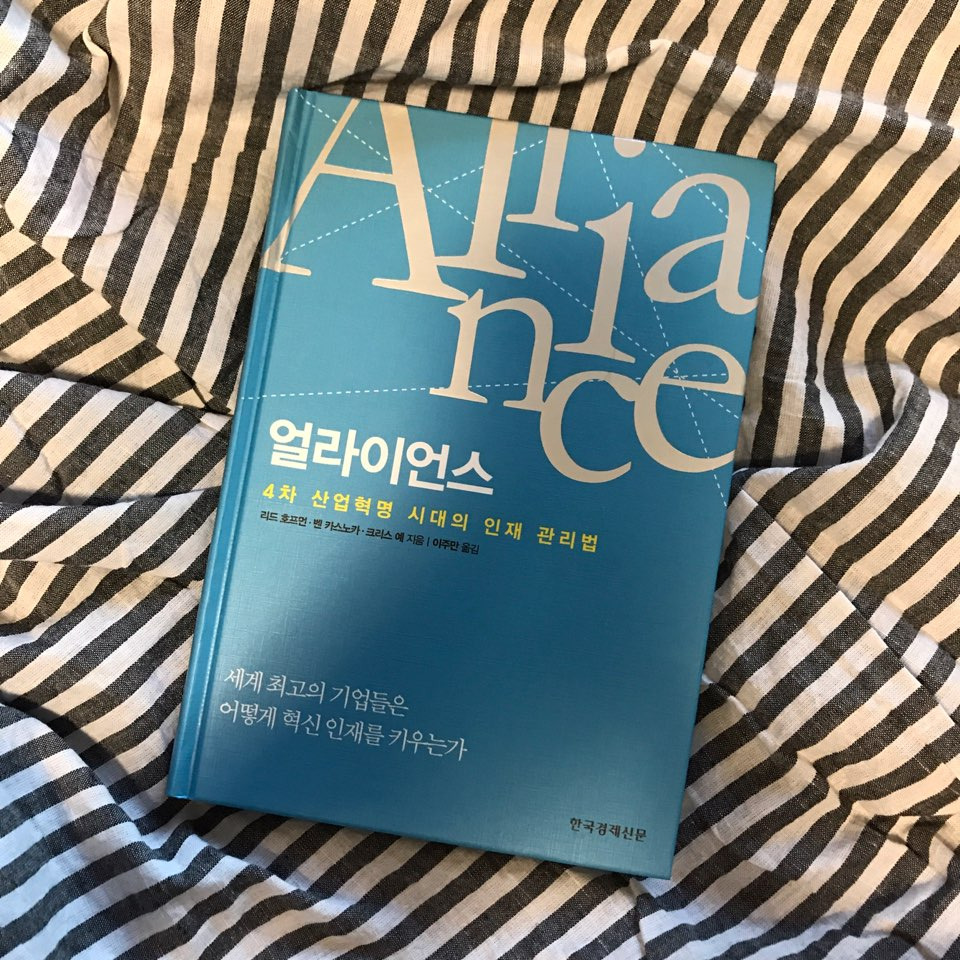 Alliance
얼라이언스
4차 산업혁명 시대의 인재 관리법
리드 호프먼·벤 카스노카·크리스 예 지음 | 이주만 옮김
세계 최고의 기업들은
어떻게 혁신 인재를 키우는가
한국경제신문